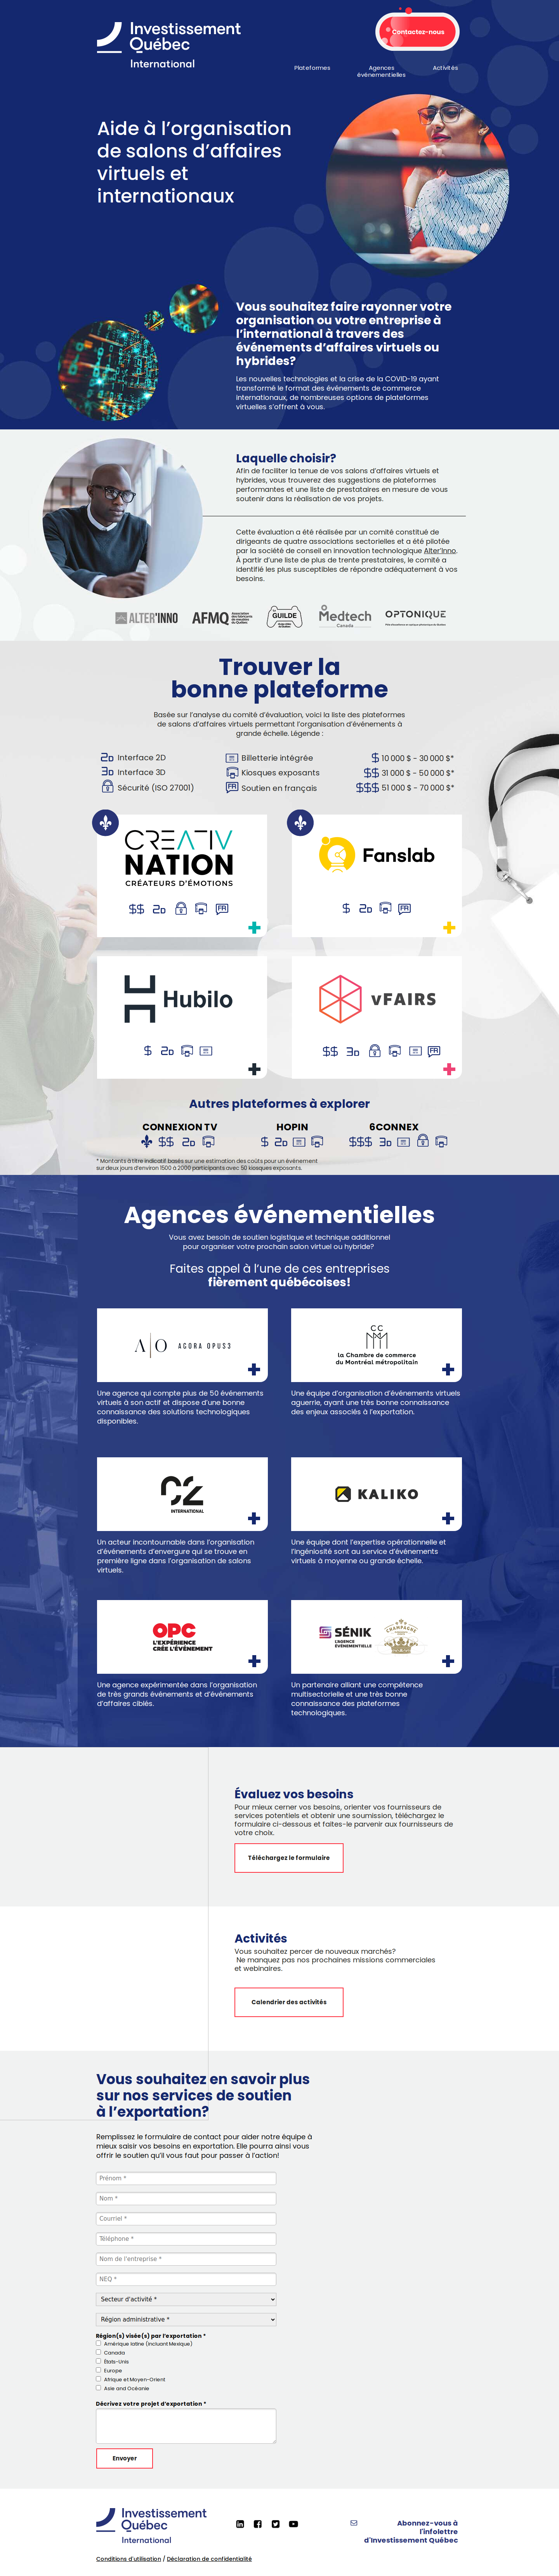 Investissement
Québec
International
Contactez-nous
Plateformes
Agences
événementielles
Activités
Aide à l’organisation
de salons d’affaires
virtuels et
internationaux
Vous souhaitez faire rayonner votre
organisation ou votre entreprise à
l’international à travers des
événements d’affaires virtuels ou
hybrides?
Les nouvelles technologies et la crise de la COVID-19 ayant
transformé le format des événements de commerce
internationaux, de nombreuses options de plateformes
virtuelles s’offrent à vous.
Laquelle choisir?
Afin de faciliter la tenue de vos salons d’affaires virtuels et
hybrides, vous trouverez des suggestions de plateformes
performantes et une liste de prestataires en mesure de vous
soutenir dans la réalisation de vos projets.
Cette évaluation a été réalisée par un comité constitué de
dirigeants de quatre associations sectorielles et a été pilotée
par la société de conseil en innovation technologique Alter’Inno.
À partir d’une liste de plus de trente prestataires, le comité a
identifié les plus susceptibles de répondre adéquatement à vos
besoins.
ALTER'INNO
AFMQ
Association
des fabricants
de meubles
du Québec
La
GUILDE
Medtech
Canada
OPTONIQUE
Trouver la
bonne plateforme
Basée sur l’analyse du comité d’évaluation, voici la liste des plateformes
de salons d’affaires virtuels permettant l’organisation d’événements à
grande échelle. Légende :
2D Interface 2D
3D Interface 3D
Sécurité (ISO 27001)
Billetterie intégrée
Kiosques exposants
FR Soutien en français
$ 10 000 $ - 30 000 $*
$$ 31 000 $ - 50 000 $*
$$$ 51 000 $ - 70 000 $*
CREATIV
NATION
CRÉATEURS D’ÉMOTIONS
$$ 2D FR
Fanslab
$ 2D FR
Hubilo
$ 2D
vFAIRS
$$ 3D FR
Autres plateformes à explorer
CONNEXION TV
$$ 2D
HOPIN
$ 2D
6CONNEX
$$$ 3D
* Montants à titre indicatif basés sur une estimation des coûts pour un événement
sur deux jours d’environ 1500 à 2000 participants avec 50 kiosques exposants.
Agences événementielles
Vous avez besoin de soutien logistique et technique additionnel
pour organiser votre prochain salon virtuel ou hybride?
Faites appel à l’une de ces entreprises
fièrement québécoises!
A|O AGORA OPUS3
Une agence qui compte plus de 50 événements
virtuels à son actif et dispose d’une bonne
connaissance des solutions technologiques
disponibles.
CC
MM
la Chambre de commerce
du Montréal métropolitain
Une équipe d’organisation d’événements virtuels
aguerrie, ayant une très bonne connaissance
des enjeux associés à l’exportation.
C2
INTERNATIONAL
Un acteur incontournable dans l’organisation
d’événements d’envergure qui se trouve en
première ligne dans l’organisation de salons
virtuels.
KALIKO
Une équipe dont l’expertise opérationnelle et
l’ingéniosité sont au service d’événements
virtuels à moyenne ou grande échelle.
OPC
L’EXPÉRIENCE
CRÉE L’ÉVÉNEMENT
Une agence expérimentée dans l’organisation
de très grands événements et d’événements
d’affaires ciblés.
SÉNIK
L’AGENCE
ÉVÉNEMENTIELLE
CHAMPAGNE
Un partenaire alliant une compétence
multisectorielle et une très bonne
connaissance des plateformes
technologiques.
Évaluez vos besoins
Pour mieux cerner vos besoins, orienter vos fournisseurs de
services potentiels et obtenir une soumission, téléchargez le
formulaire ci-dessous et faites-le parvenir aux fournisseurs de
votre choix.
Téléchargez le formulaire
Activités
Vous souhaitez percer de nouveaux marchés?
Ne manquez pas nos prochaines missions commerciales
et webinaires.
Calendrier des activités
Vous souhaitez en savoir plus
sur nos services de soutien
à l’exportation?
Remplissez le formulaire de contact pour aider notre équipe à
mieux saisir vos besoins en exportation. Elle pourra ainsi vous
offrir le soutien qu’il vous faut pour passer à l’action!
Prénom *
Nom *
Courriel *
Téléphone *
Nom de l'entreprise *
NEQ *
Secteur d'activité *
Région administrative *
Région(s) visée(s) par l’exportation *
Amérique latine (incluant Mexique)
Canada
États-Unis
Europe
Afrique et Moyen-Orient
Asie and Océanie
Décrivez votre projet d’exportation *
Envoyer
Investissement
Québec
International
Abonnez-vous à
l'infolettre
d'Investissement Québec
Conditions d'utilisation / Déclaration de confidentialité